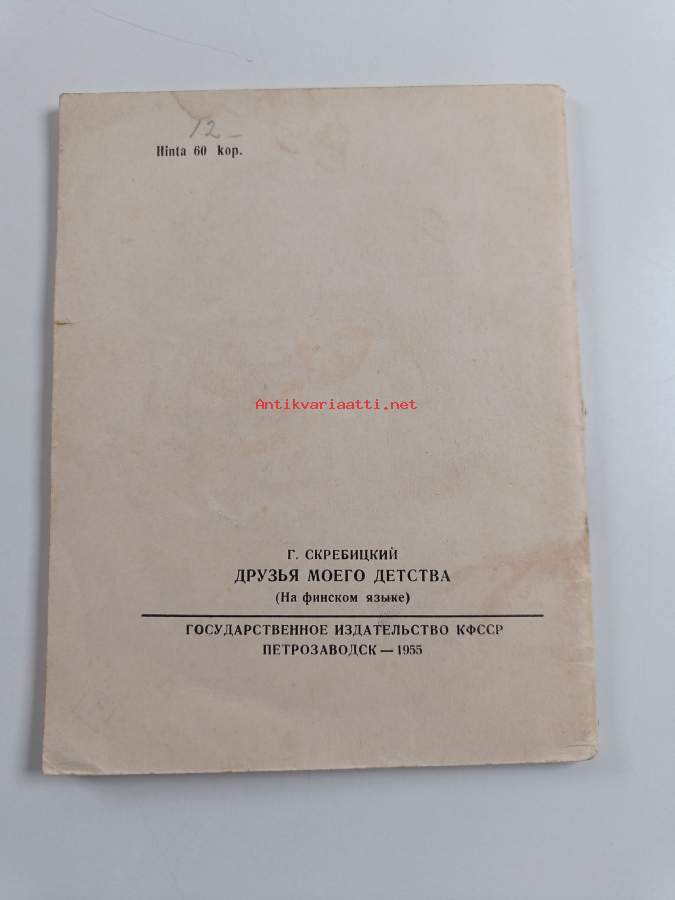 12-
Hinta 60 kop.
Antikvariaatti.net
Г. СКРЕБИЦКИЙ
ДРУЗЬЯ МОЕГО ДЕТСТВА
(На финском языке)
ГОСУДАРСТВЕННОЕ ИЗДАТЕЛЬСТВО КФССР
ПЕТРОЗАВОДСК — 1955